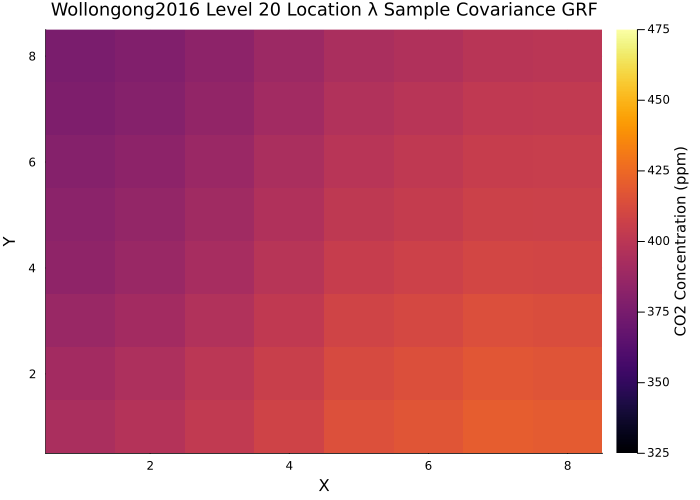 Wollongong2016 Level 20 Location λ Sample Covariance GRF
8
6
4
2
Y
2 4 6 8
X
475
450
425
400
375
350
325
CO2 Concentration (ppm)